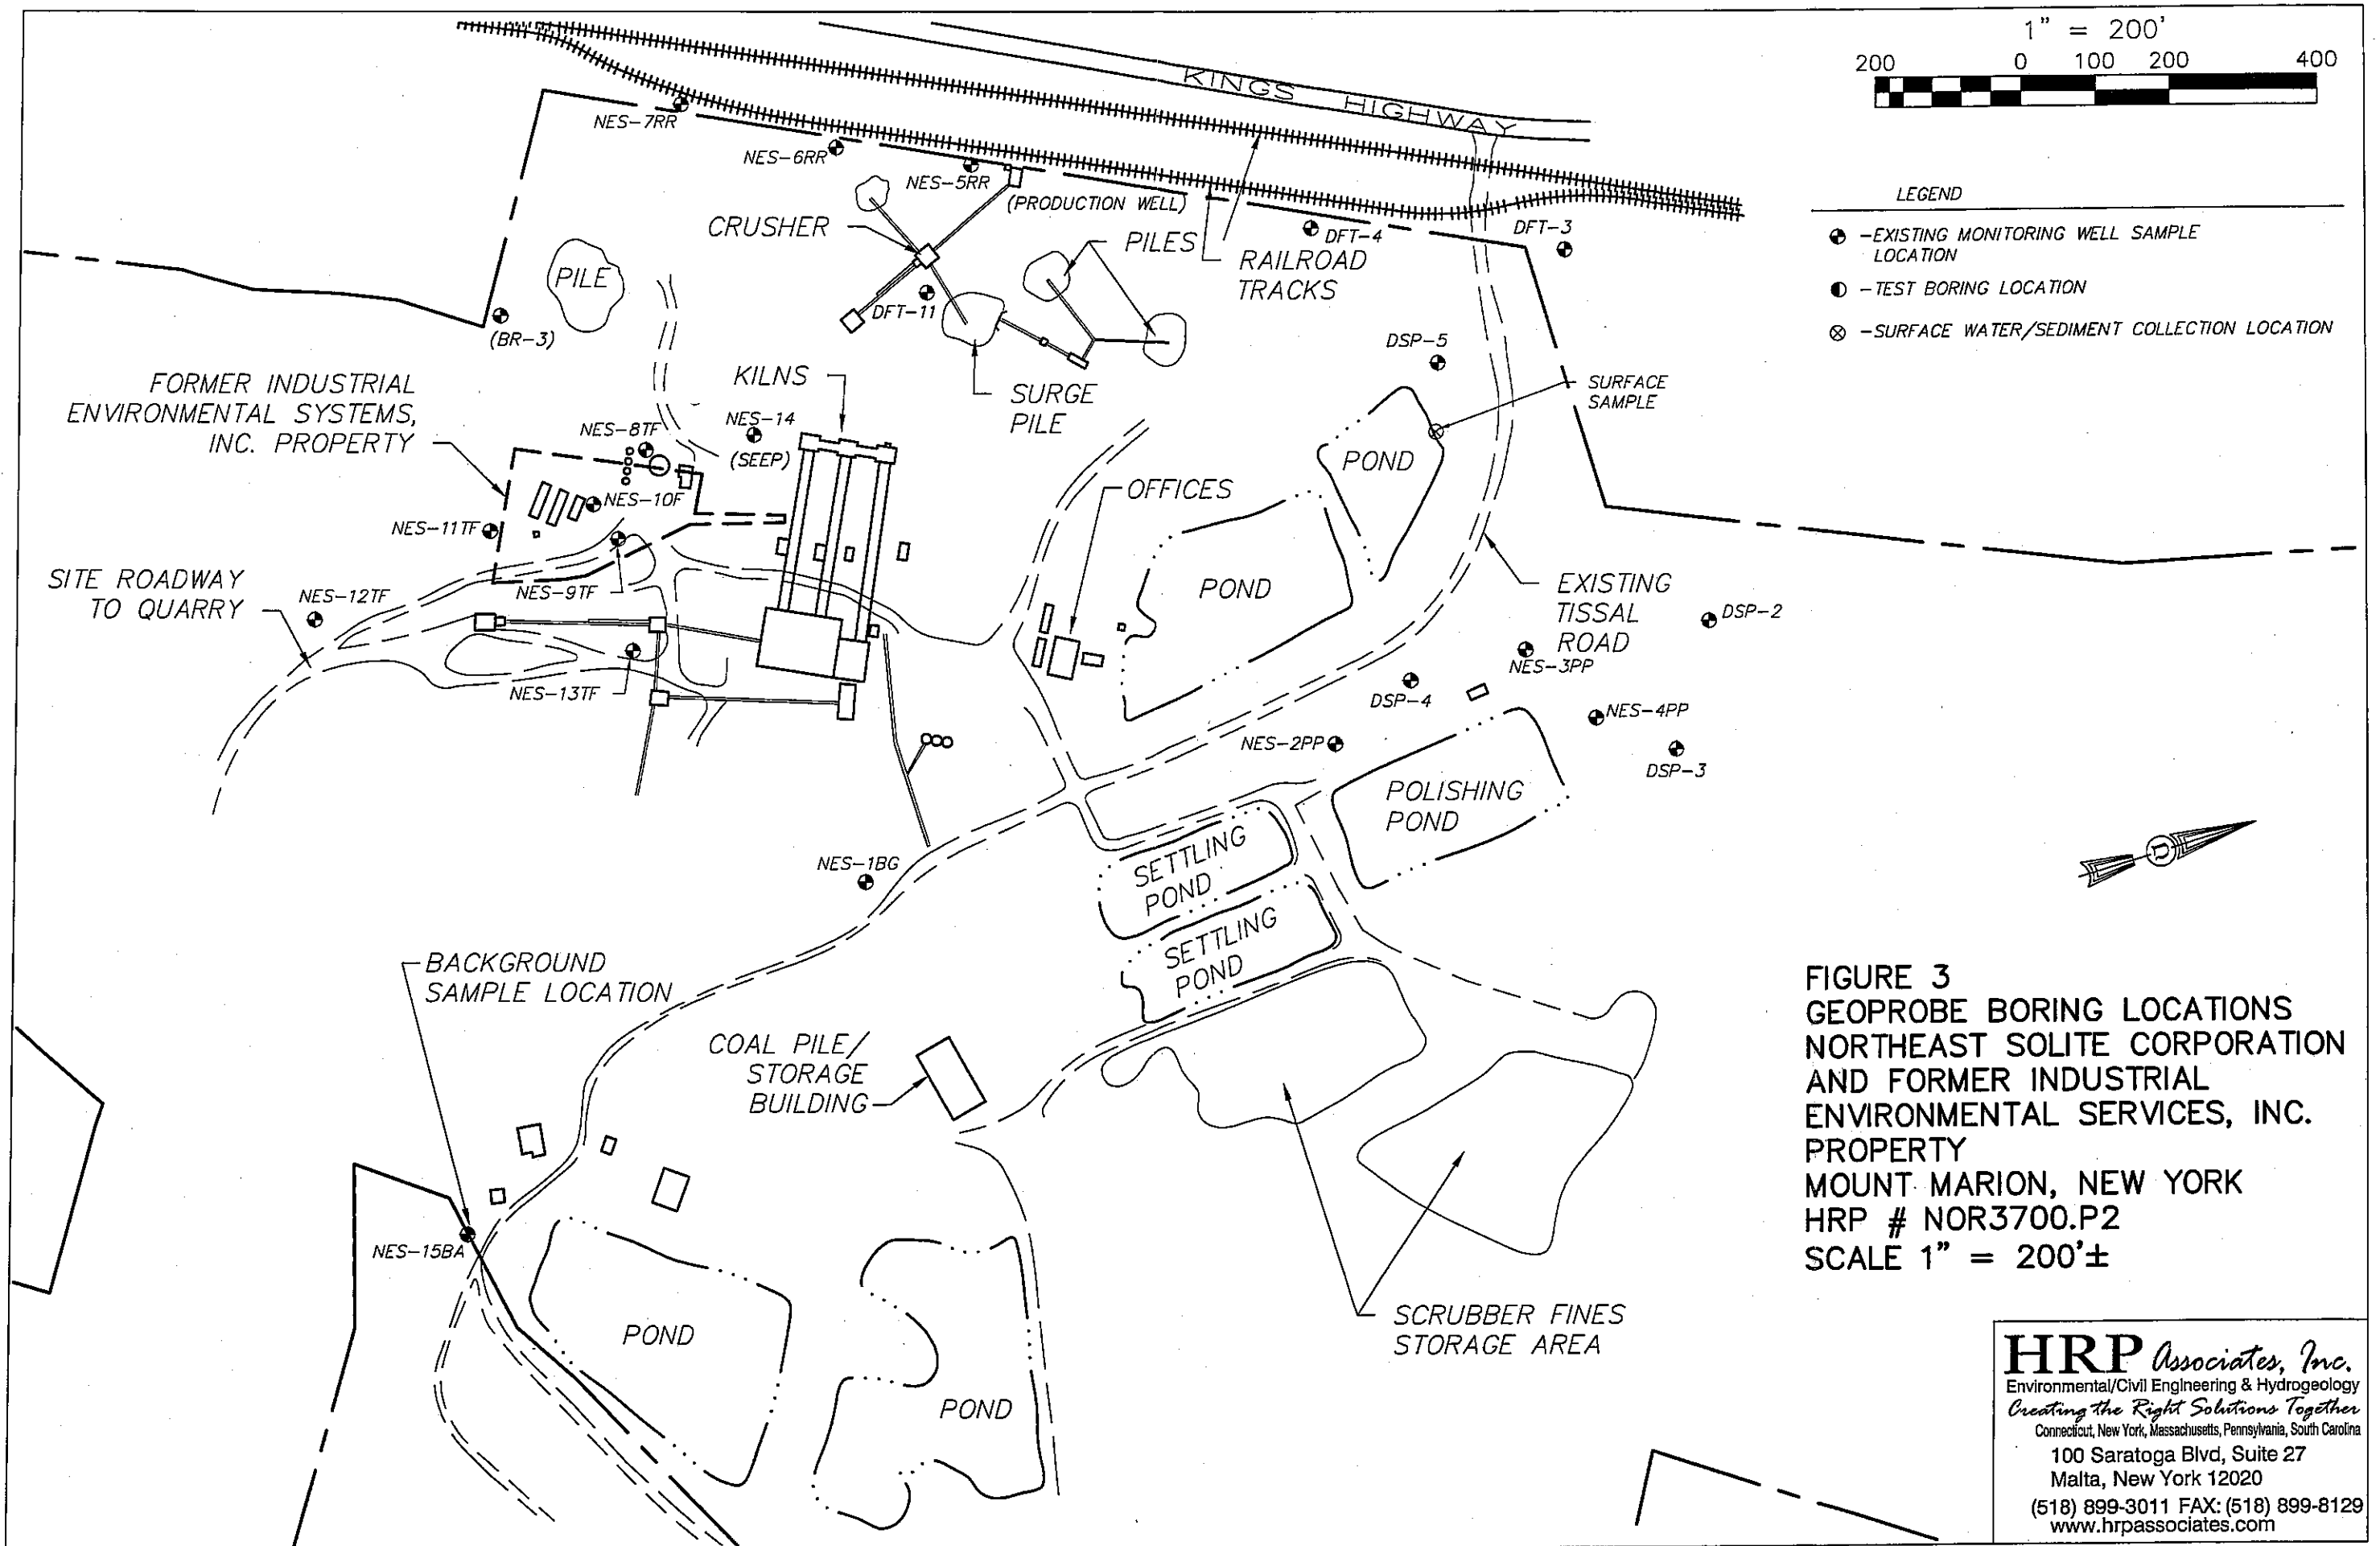 1" = 200'
200 0 100 200 400
KINGS HIGHWAY
LEGEND
-EXISTING MONITORING WELL SAMPLE
LOCATION
-TEST BORING LOCATION
-SURFACE WATER/SEDIMENT COLLECTION LOCATION
NES-7RR
NES-6RR
NES-5RR
(PRODUCTION WELL)
CRUSHER
PILES
RAILROAD
TRACKS
DFT-4
DFT-3
PILE
DFT-11
(BR-3)
SURGE
PILE
KILNS
DSP-5
SURFACE
SAMPLE
FORMER INDUSTRIAL
ENVIRONMENTAL SYSTEMS,
INC. PROPERTY
NES-8TF
NES-14
(SEEP)
POND
OFFICES
NES-10F
NES-11TF
SITE ROADWAY
TO QUARRY
NES-12TF
NES-9TF
POND
EXISTING
TISSAL
ROAD
DSP-2
NES-3PP
NES-13TF
DSP-4
NES-4PP
NES-2PP
DSP-3
POLISHING
POND
SETTLING
POND
NES-1BG
SETTLING
POND
BACKGROUND
SAMPLE LOCATION
COAL PILE/
STORAGE
BUILDING
NES-15BA
POND
POND
SCRUBBER FINES
STORAGE AREA
FIGURE 3
GEOPROBE BORING LOCATIONS
NORTHEAST SOLITE CORPORATION
AND FORMER INDUSTRIAL
ENVIRONMENTAL SERVICES, INC.
PROPERTY
MOUNT MARION, NEW YORK
HRP # NOR3700.P2
SCALE 1" = 200'±
HRP Associates, Inc.
Environmental/Civil Engineering & Hydrogeology
Creating the Right Solutions Together
Connecticut, New York, Massachusetts, Pennsylvania, South Carolina
100 Saratoga Blvd, Suite 27
Malta, New York 12020
(518) 899-3011 FAX: (518) 899-8129
www.hrpassociates.com